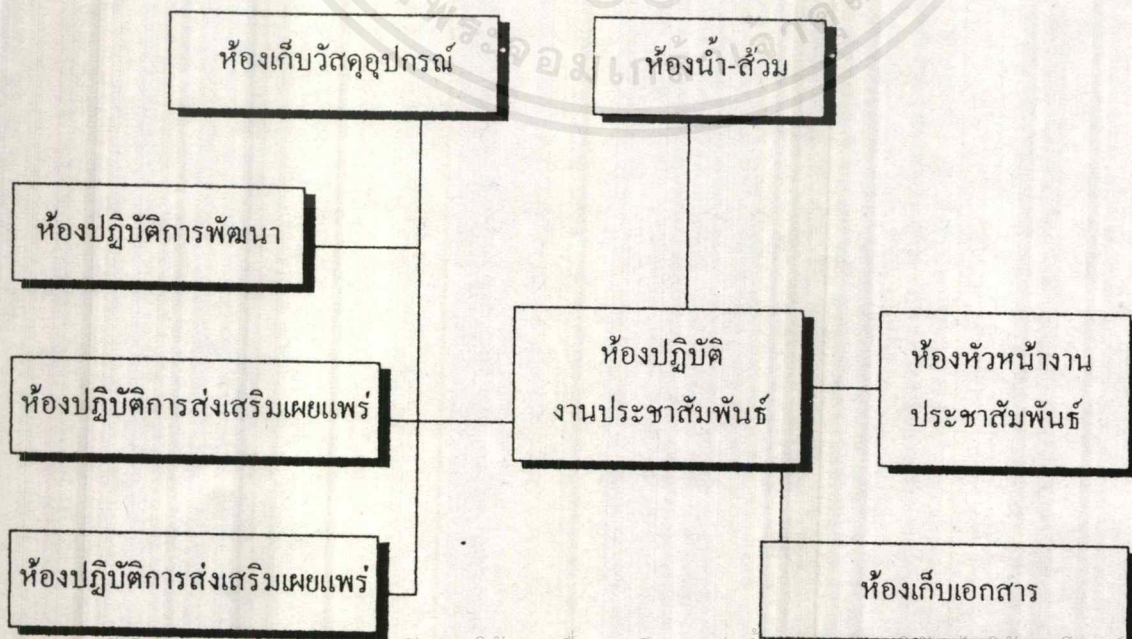 ห้องเก็บวัสดุอุปกรณ์
ห้องน้ำ-ส้วม
ห้องปฏิบัติการพัฒนา
ห้องปฏิบัติการส่งเสริมเผยแพร่
ห้องปฏิบัติ
งานประชาสัมพันธ์
ห้องหัวหน้างาน
ประชาสัมพันธ์
ห้องปฏิบัติการส่งเสริมเผยแพร่
ห้องเก็บเอกสาร